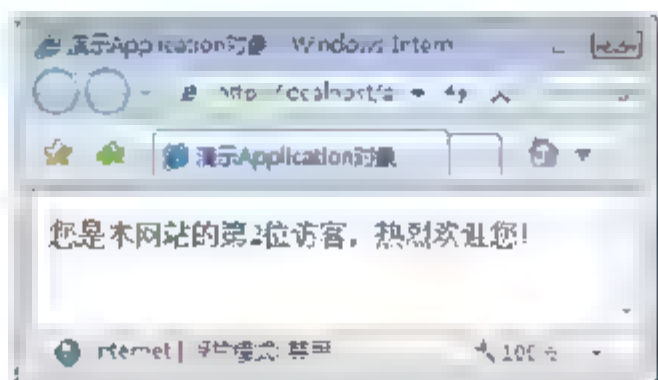 演示Application对象 Windows Intern
http localhost/a
演示Application对象
您是本网站的第2位访客，热烈欢迎您！
Internet | 保护模式: 禁用
100%